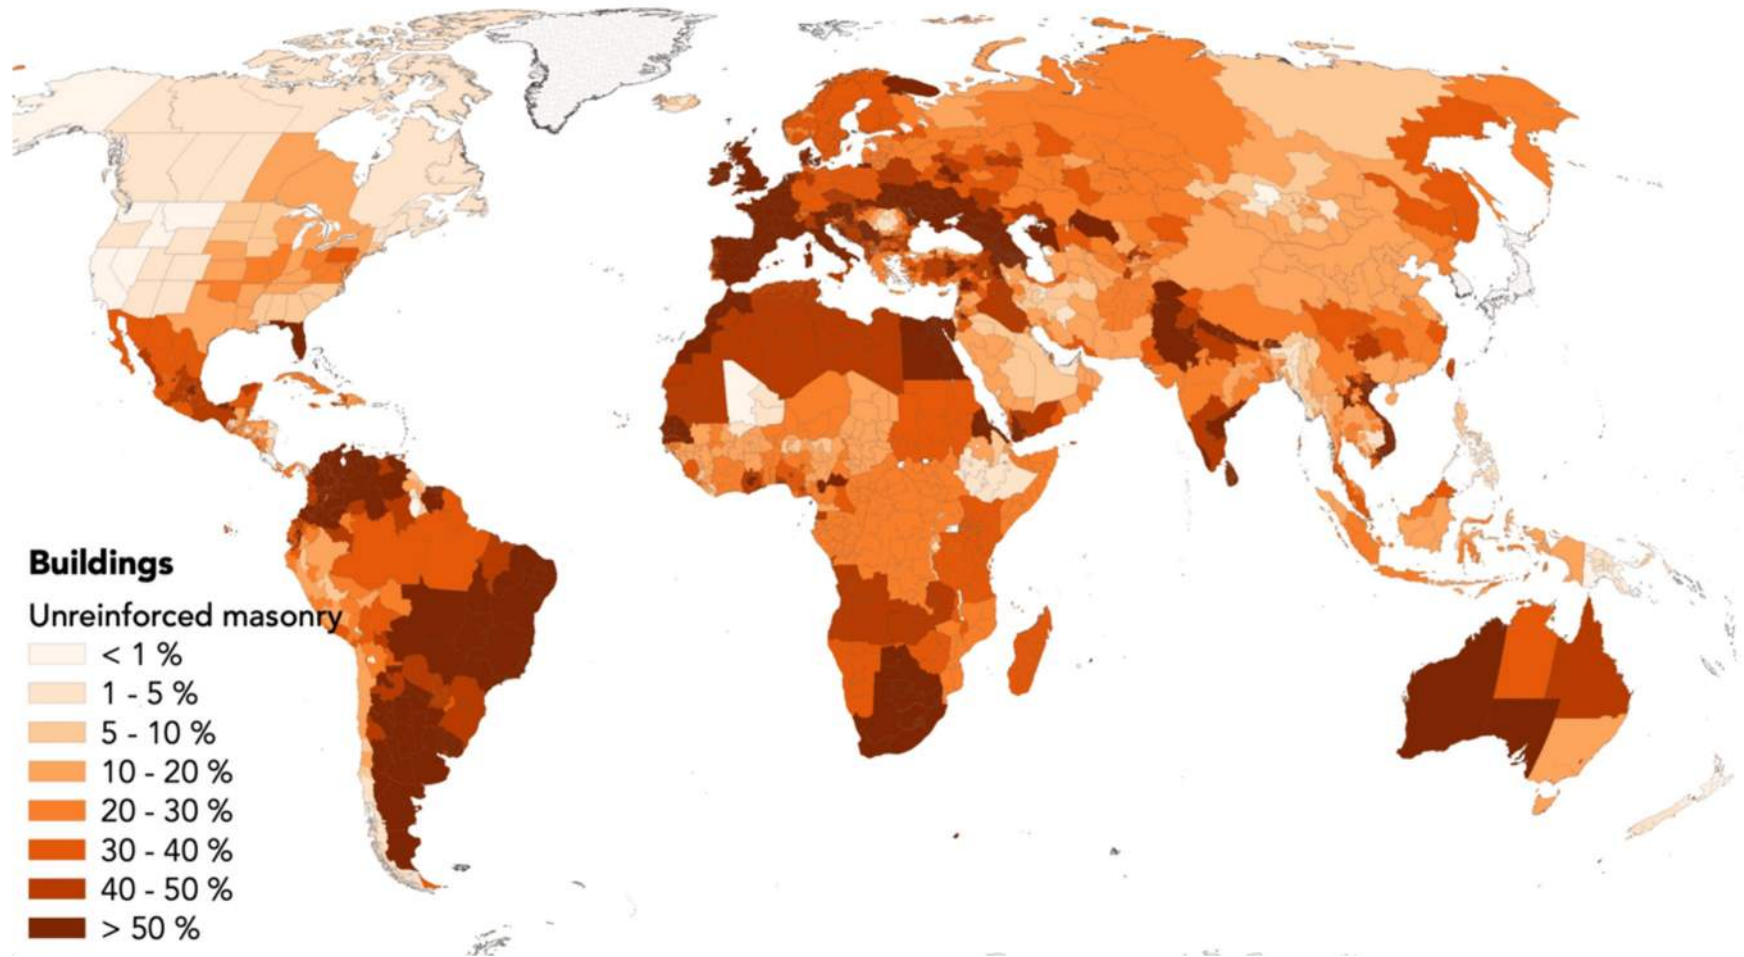 Buildings
Unreinforced masonry
< 1 %
1 - 5 %
5 - 10 %
10 - 20 %
20 - 30 %
30 - 40 %
40 - 50 %
> 50 %